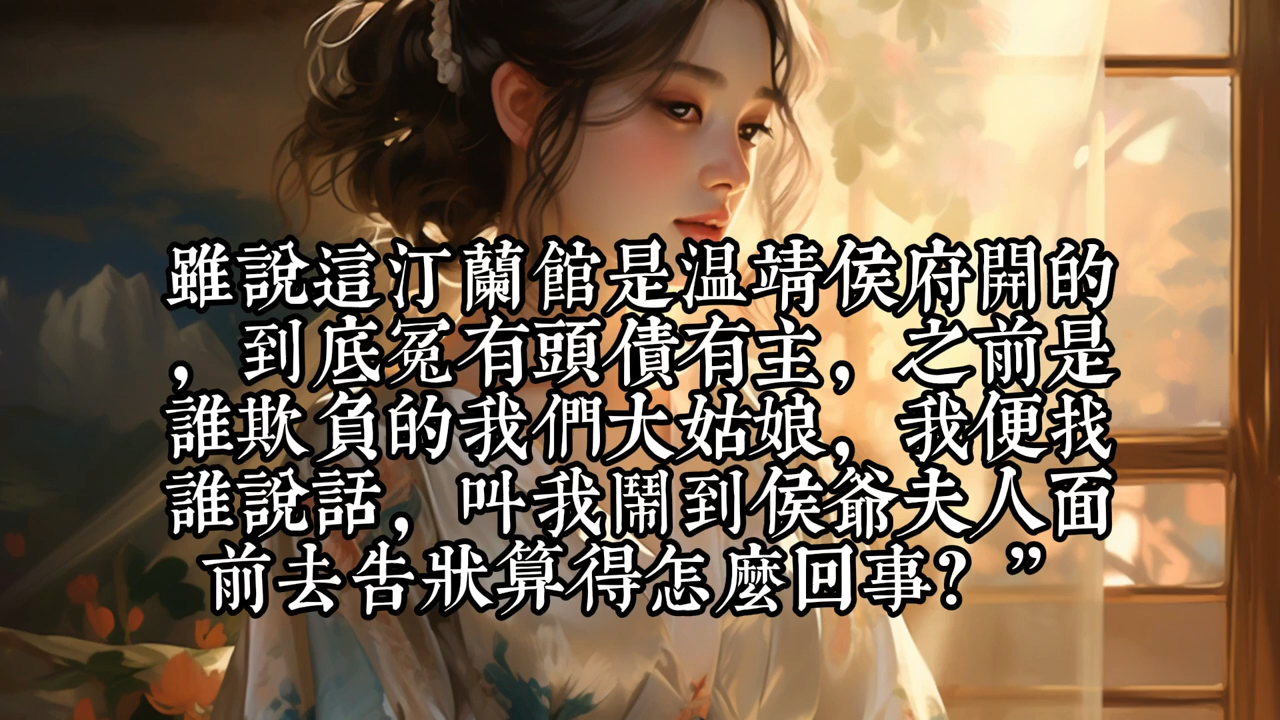 雖說這汀蘭館是温靖侯府開的
，到底冤有頭債有主，之前是
誰欺負的我們大姑娘，我便找
誰說話，叫我鬧到侯爺夫人面
前去告狀算得怎麼回事？”